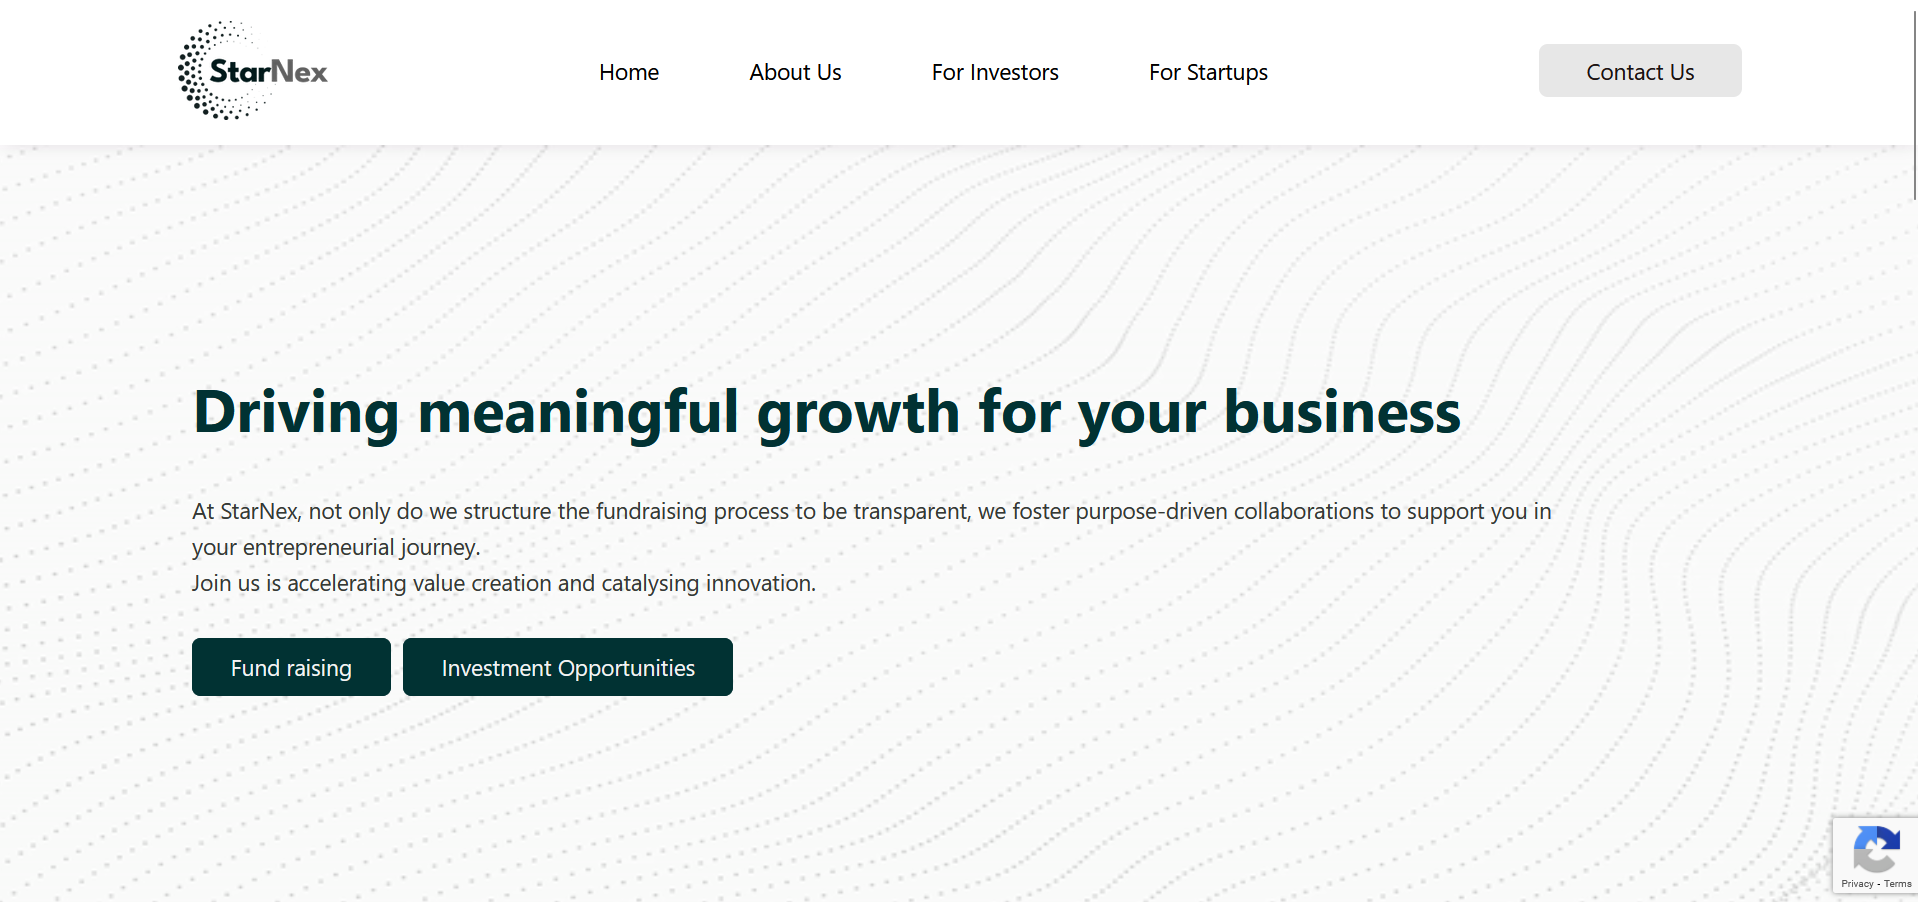 StarNex
Home
About Us
For Investors
For Startups
Contact Us
Driving meaningful growth for your business
At StarNex, not only do we structure the fundraising process to be transparent, we foster purpose-driven collaborations to support you in
your entrepreneurial journey.
Join us is accelerating value creation and catalysing innovation.
Fund raising
Investment Opportunities
Privacy - Terms